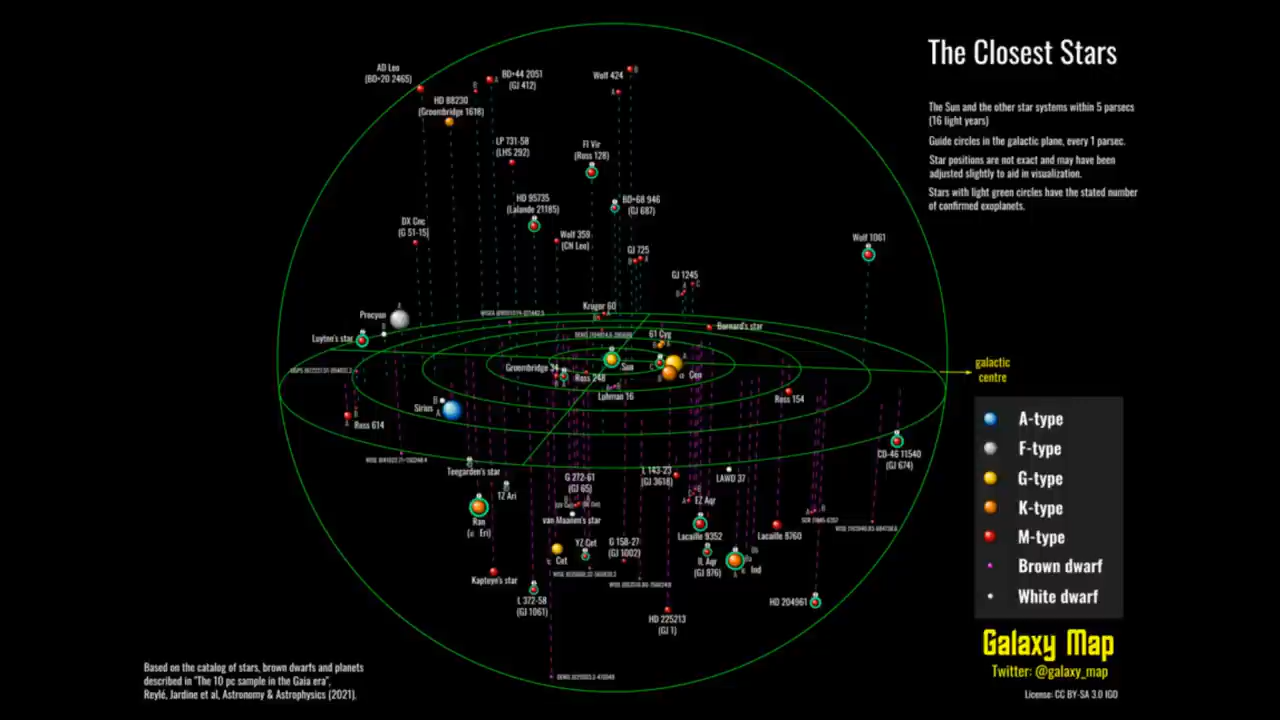 The Closest Stars
The Sun and the other star systems within 5 parsecs
(16 light years)
Guide circles in the galactic plane, every 1 parsec.
Star positions are not exact and may have been
adjusted slightly to aid in visualization.
Stars with light green circles have the stated number
of confirmed exoplanets.
AD Leo
(BD+20 2465)
BD+44 2051
(GJ 412)
B
A
HD 88230
(Groombridge 1618)
Wolf 424
B
A
LP 731-58
(LHS 292)
FI Vir
(Ross 128)
HD 95735
(Lalande 21185)
BD+68 946
(GJ 687)
DX Cnc
(G 51-15)
Wolf 359
(CN Leo)
GJ 725
B
A
Wolf 1061
GJ 1245
A
C
B
Procyon
A
B
Kruger 60
B
A
Barnard's star
Luyten's star
61 Cyg
Sun
Groombridge 34
Ross 248
C
A
α Cen
galactic
centre
Luhman 16
Sirius
B
A
Ross 154
B
A
Ross 614
CD-46 11540
(GJ 674)
Teegarden's star
TZ Ari
G 272-61
(GJ 65)
L 143-23
(GJ 3618)
LAWD 37
EZ Aqr
Ran
Eri)
van Maanen's star
Lacaille 9352
Lacaille 8760
YZ Cet
G 158-27
(GJ 1002)
Cet
IL Aqr
(GJ 876)
Ind
Kapteyn's star
L 372-58
(GJ 1061)
HD 225213
(GJ 1)
HD 204961
A-type
F-type
G-type
K-type
M-type
Brown dwarf
White dwarf
Galaxy Map
Twitter: @galaxy_map
License: CC BY-SA 3.0 IGO
Based on the catalog of stars, brown dwarfs and planets
described in "The 10 pc sample in the Gaia era",
Reylé, Jardine et al, Astronomy & Astrophysics (2021).